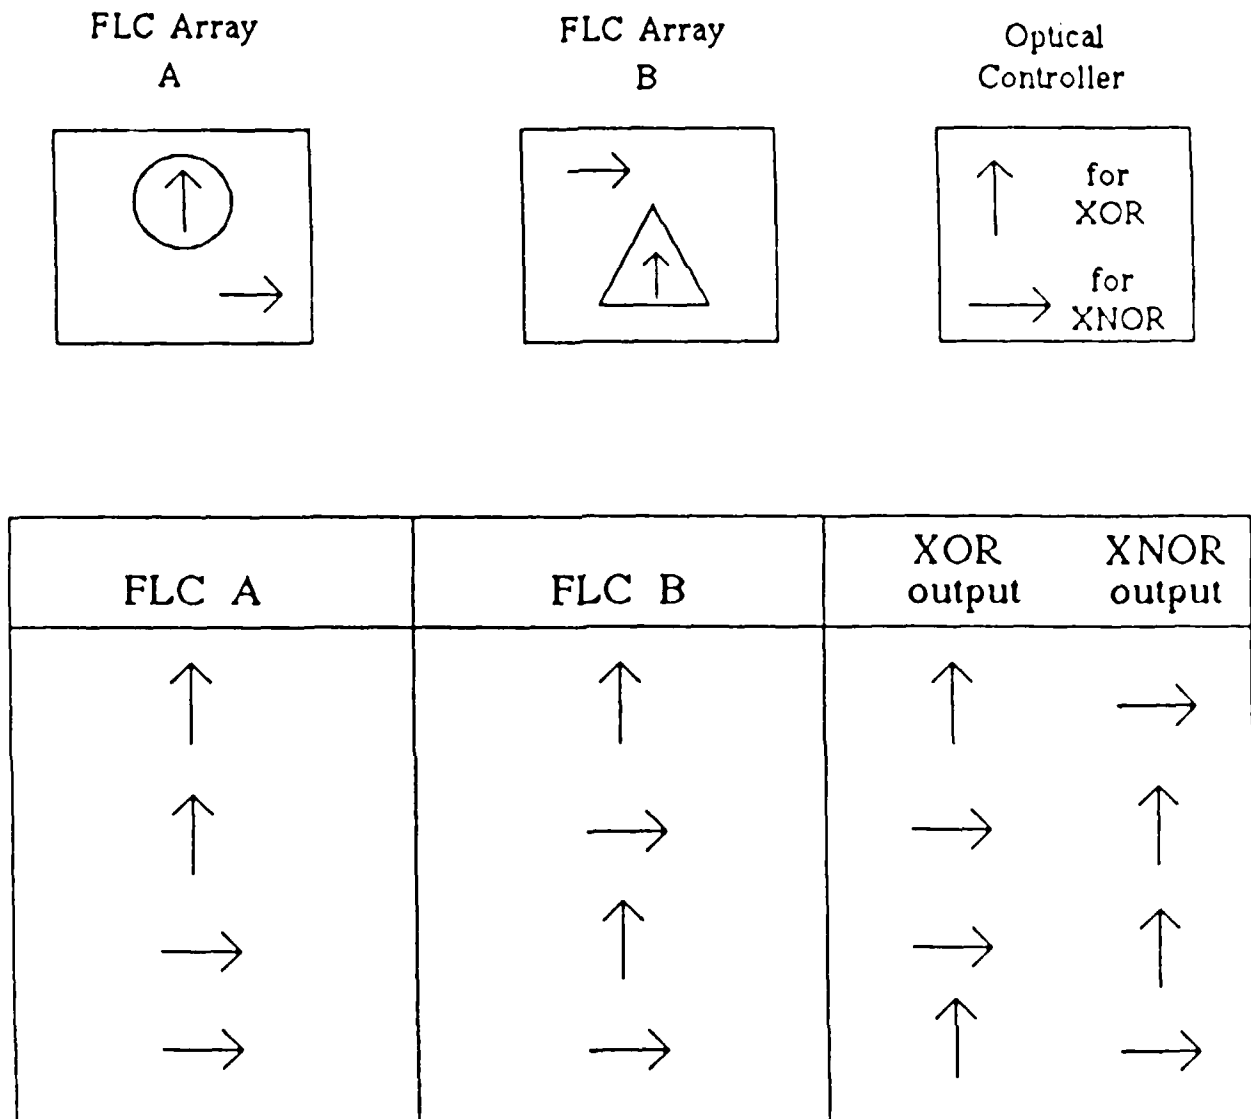 FLC Array
A
FLC Array
B
Optical
Controller
for
XOR
for
XNOR
FLC A
FLC B
XOR
output
XNOR
output